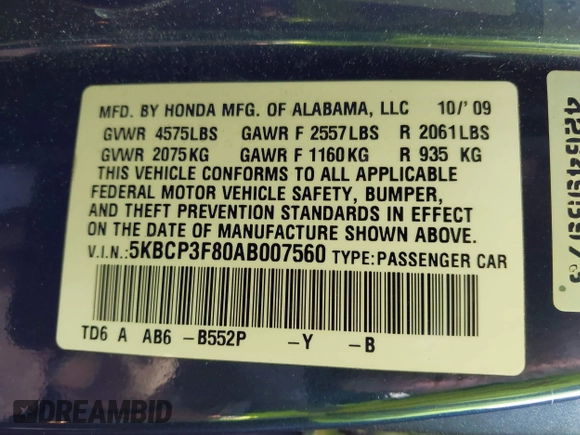 MFD. BY HONDA MFG. OF ALABAMA, LLC 10/'09
GVWR 4575LBS GAWR F 2557LBS R 2061LBS
GVWR 2075KG GAWR F 1160KG R 935 KG
THIS VEHICLE CONFORMS TO ALL APPLICABLE
FEDERAL MOTOR VEHICLE SAFETY, BUMPER,
AND THEFT PREVENTION STANDARDS IN EFFECT
ON THE DATE OF MANUFACTURE SHOWN ABOVE.
V.I.N.:5KBCP3F80AB007560 TYPE:PASSENGER CAR
TD6 A AB6 -B552P -Y -B
DREAMBID